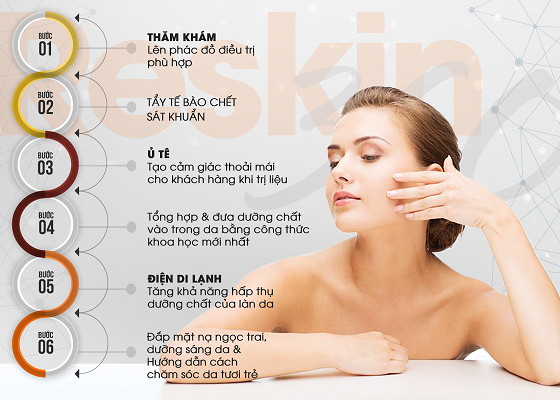 Reskin
BƯỚC
01
THĂM KHÁM
Lên phác đồ điều trị
phù hợp
BƯỚC
02
TẨY TẾ BÀO CHẾT
SÁT KHUẨN
BƯỚC
03
Ủ TÊ
Tạo cảm giác thoải mái
cho khách hàng khi trị liệu
BƯỚC
04
Tổng hợp & đưa dưỡng chất
vào trong da bằng công thức
khoa học mới nhất
BƯỚC
05
ĐIỆN DI LẠNH
Tăng khả năng hấp thụ
dưỡng chất của làn da
BƯỚC
06
Đắp mặt nạ ngọc trai,
dưỡng sáng da &
Hướng dẫn cách
chăm sóc da tươi trẻ